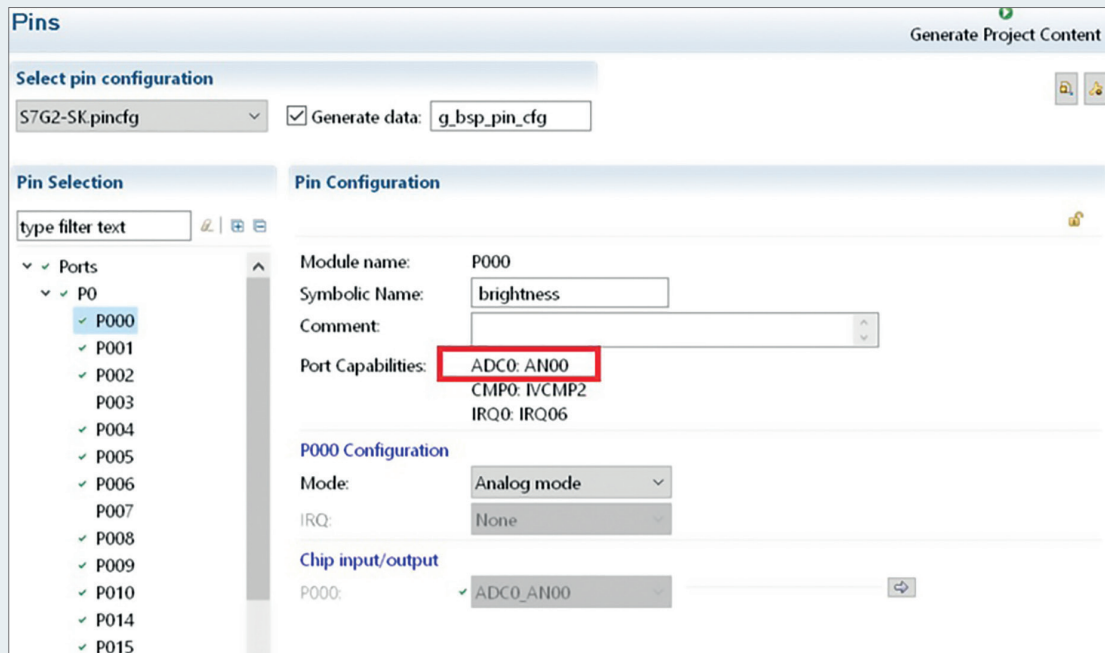 Pins
Generate Project Content
Select pin configuration
S7G2-SK.pincfg
Generate data: g_bsp_pin_cfg
Pin Selection
Pin Configuration
type filter text
Ports
P0
P000
P001
P002
P003
P004
P005
P006
P007
P008
P009
P010
P014
P015
Module name: P000
Symbolic Name: brightness
Comment:
Port Capabilities: ADC0: AN00
CMP0: IVCMP2
IRQ0: IRQ06
P000 Configuration
Mode: Analog mode
IRQ: None
Chip input/output
P000: ADC0_AN00